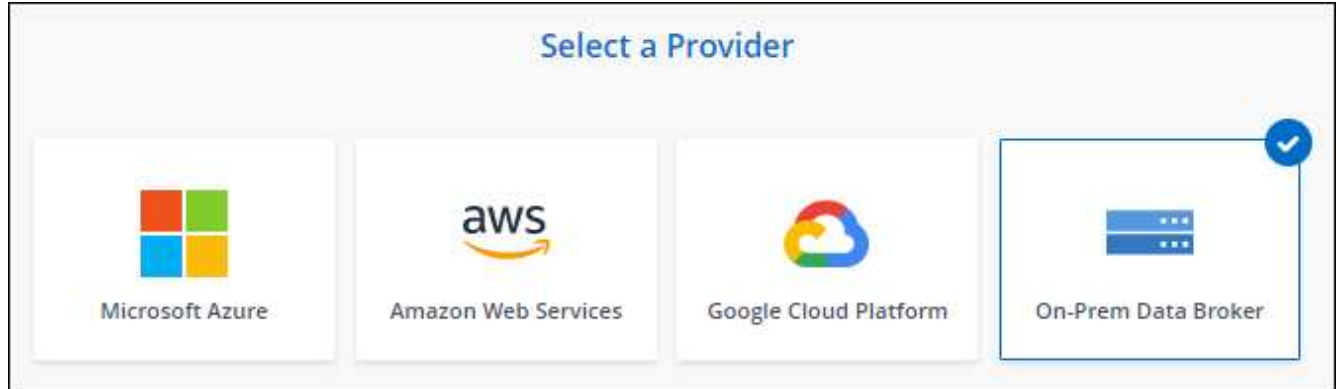 Select a Provider
aws
Microsoft Azure
Amazon Web Services
Google Cloud Platform
On-Prem Data Broker